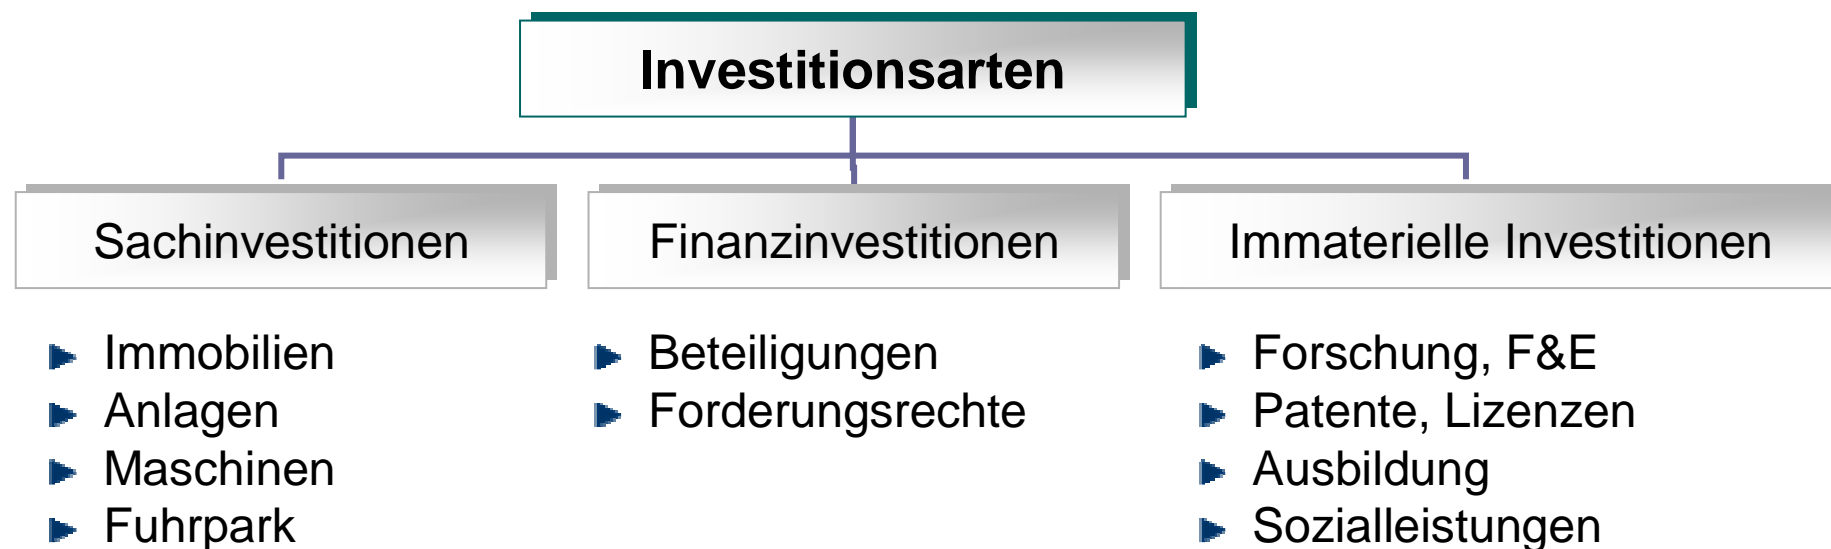 Investitionsarten
Sachinvestitionen
Immobilien
Anlagen
Maschinen
Fuhrpark
Finanzinvestitionen
Beteiligungen
Forderungsrechte
Immaterielle Investitionen
Forschung, F&E
Patente, Lizenzen
Ausbildung
Sozialleistungen